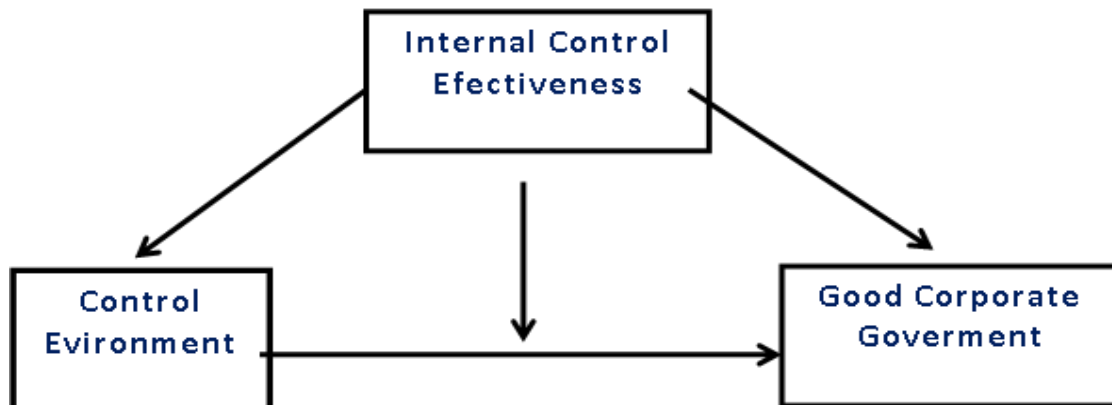 Internal Control
Efectiveness
Control
Evironment
Good Corporate
Goverment